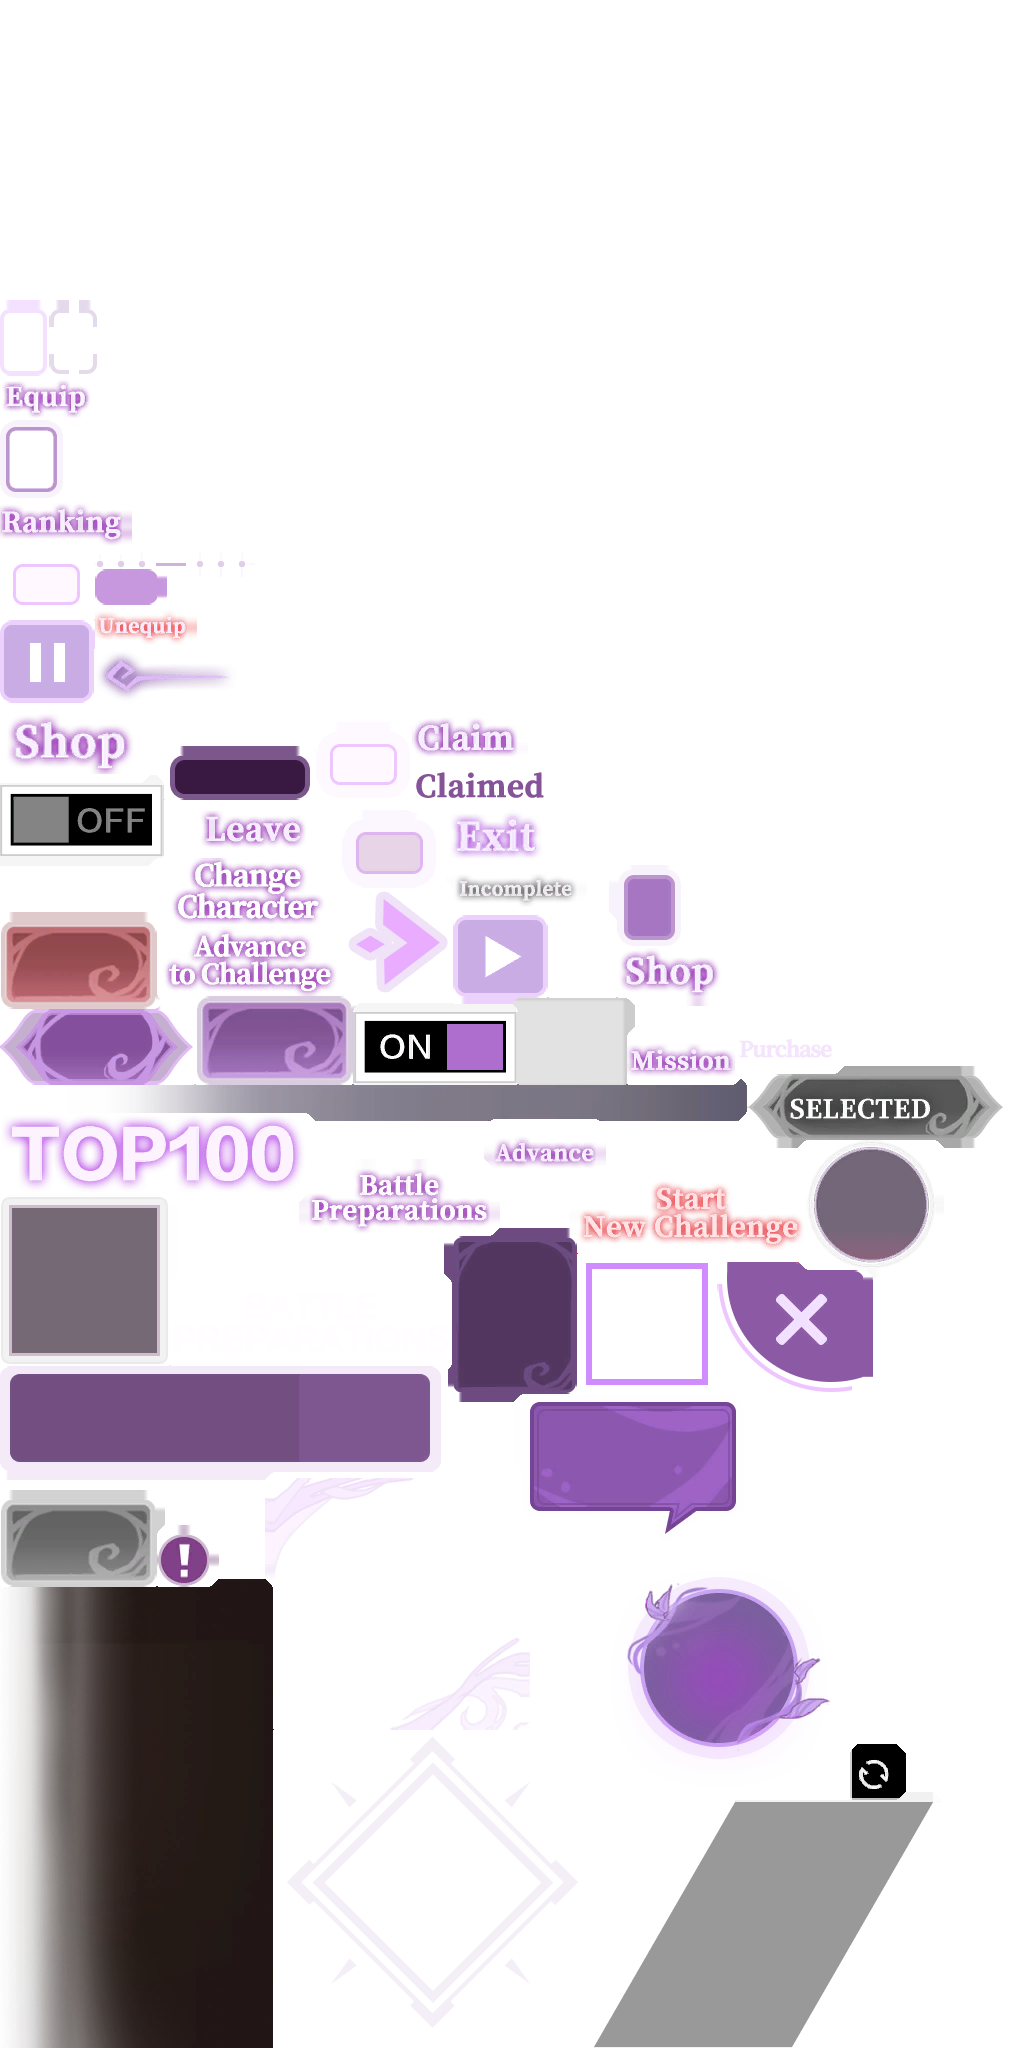 Equip
Ranking
Unequip
Shop
Claim
Claimed
OFF
Leave
Exit
Change
Character
Incomplete
Advance
to Challenge
Shop
ON
Mission
Purchase
SELECTED
TOP100
Advance
Battle
Preparations
Start
New Challenge
!